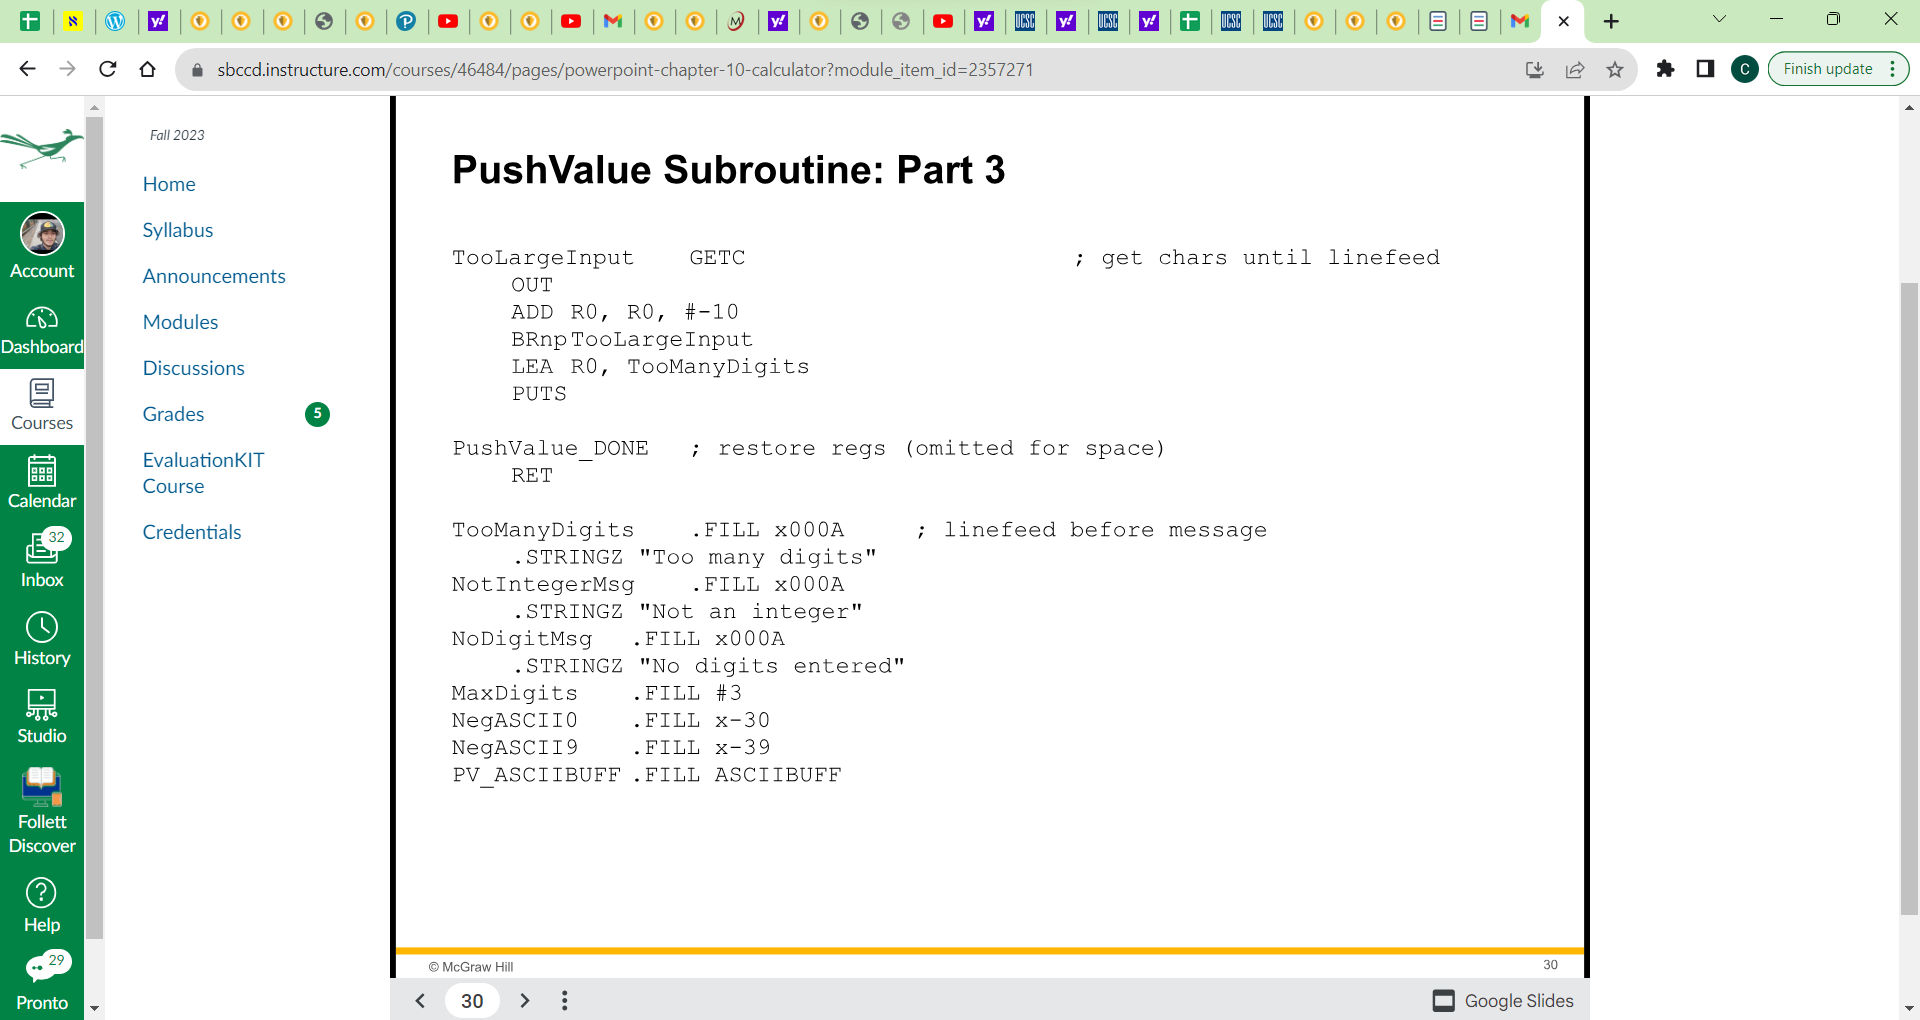 sbccd.instructure.com/courses/46484/pages/powerpoint-chapter-10-calculator?module_item_id=2357271
C
Finish update
Account
Dashboard
Courses
Calendar
32
Inbox
History
Studio
Follett
Discover
Help
29
Pronto
Fall 2023
Home
Syllabus
Announcements
Modules
Discussions
Grades 5
EvaluationKIT
Course
Credentials
PushValue Subroutine: Part 3
TooLargeInput GETC ; get chars until linefeed
OUT
ADD R0, R0, #-10
BRnp TooLargeInput
LEA R0, TooManyDigits
PUTS
PushValue_DONE ; restore regs (omitted for space)
RET
TooManyDigits .FILL x000A ; linefeed before message
.STRINGZ "Too many digits"
NotIntegerMsg .FILL x000A
.STRINGZ "Not an integer"
NoDigitMsg .FILL x000A
.STRINGZ "No digits entered"
MaxDigits .FILL #3
NegASCII0 .FILL x-30
NegASCII9 .FILL x-39
PV_ASCIIBUFF .FILL ASCIIBUFF
© McGraw Hill
30
30
Google Slides